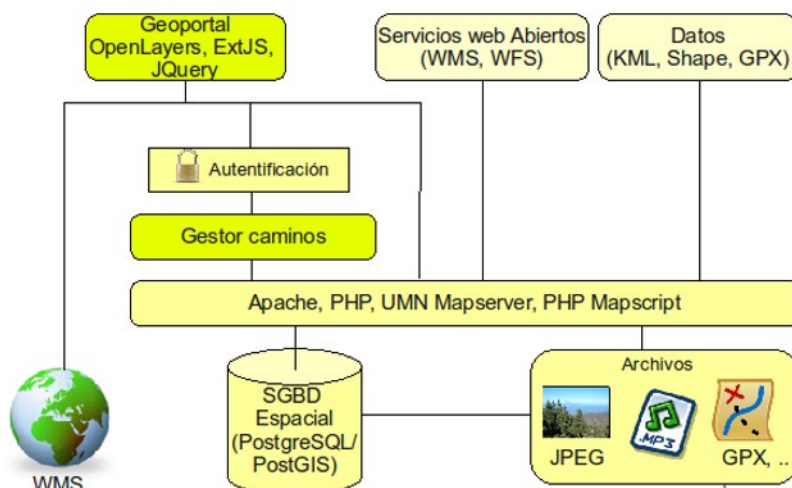 Geoportal
OpenLayers, ExtJS,
JQuery
Servicios web Abiertos
(WMS, WFS)
Datos
(KML, Shape, GPX)
Autentificación
Gestor caminos
Apache, PHP, UMN Mapserver, PHP Mapscript
SGBD
Espacial
(PostgreSQL/
PostGIS)
Archivos
.MP3
JPEG
GPX, ..
WMS